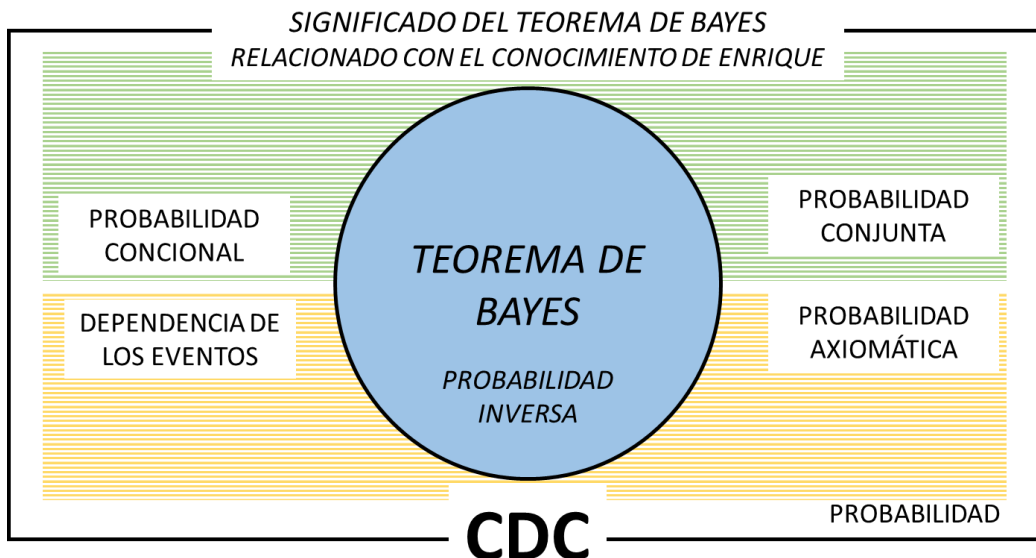 SIGNIFICADO DEL TEOREMA DE BAYES
RELACIONADO CON EL CONOCIMIENTO DE ENRIQUE
PROBABILIDAD
CONCIONAL
PROBABILIDAD
CONJUNTA
TEOREMA DE
BAYES
DEPENDENCIA DE
LOS EVENTOS
PROBABILIDAD
AXIOMÁTICA
PROBABILIDAD
INVERSA
PROBABILIDAD
CDC